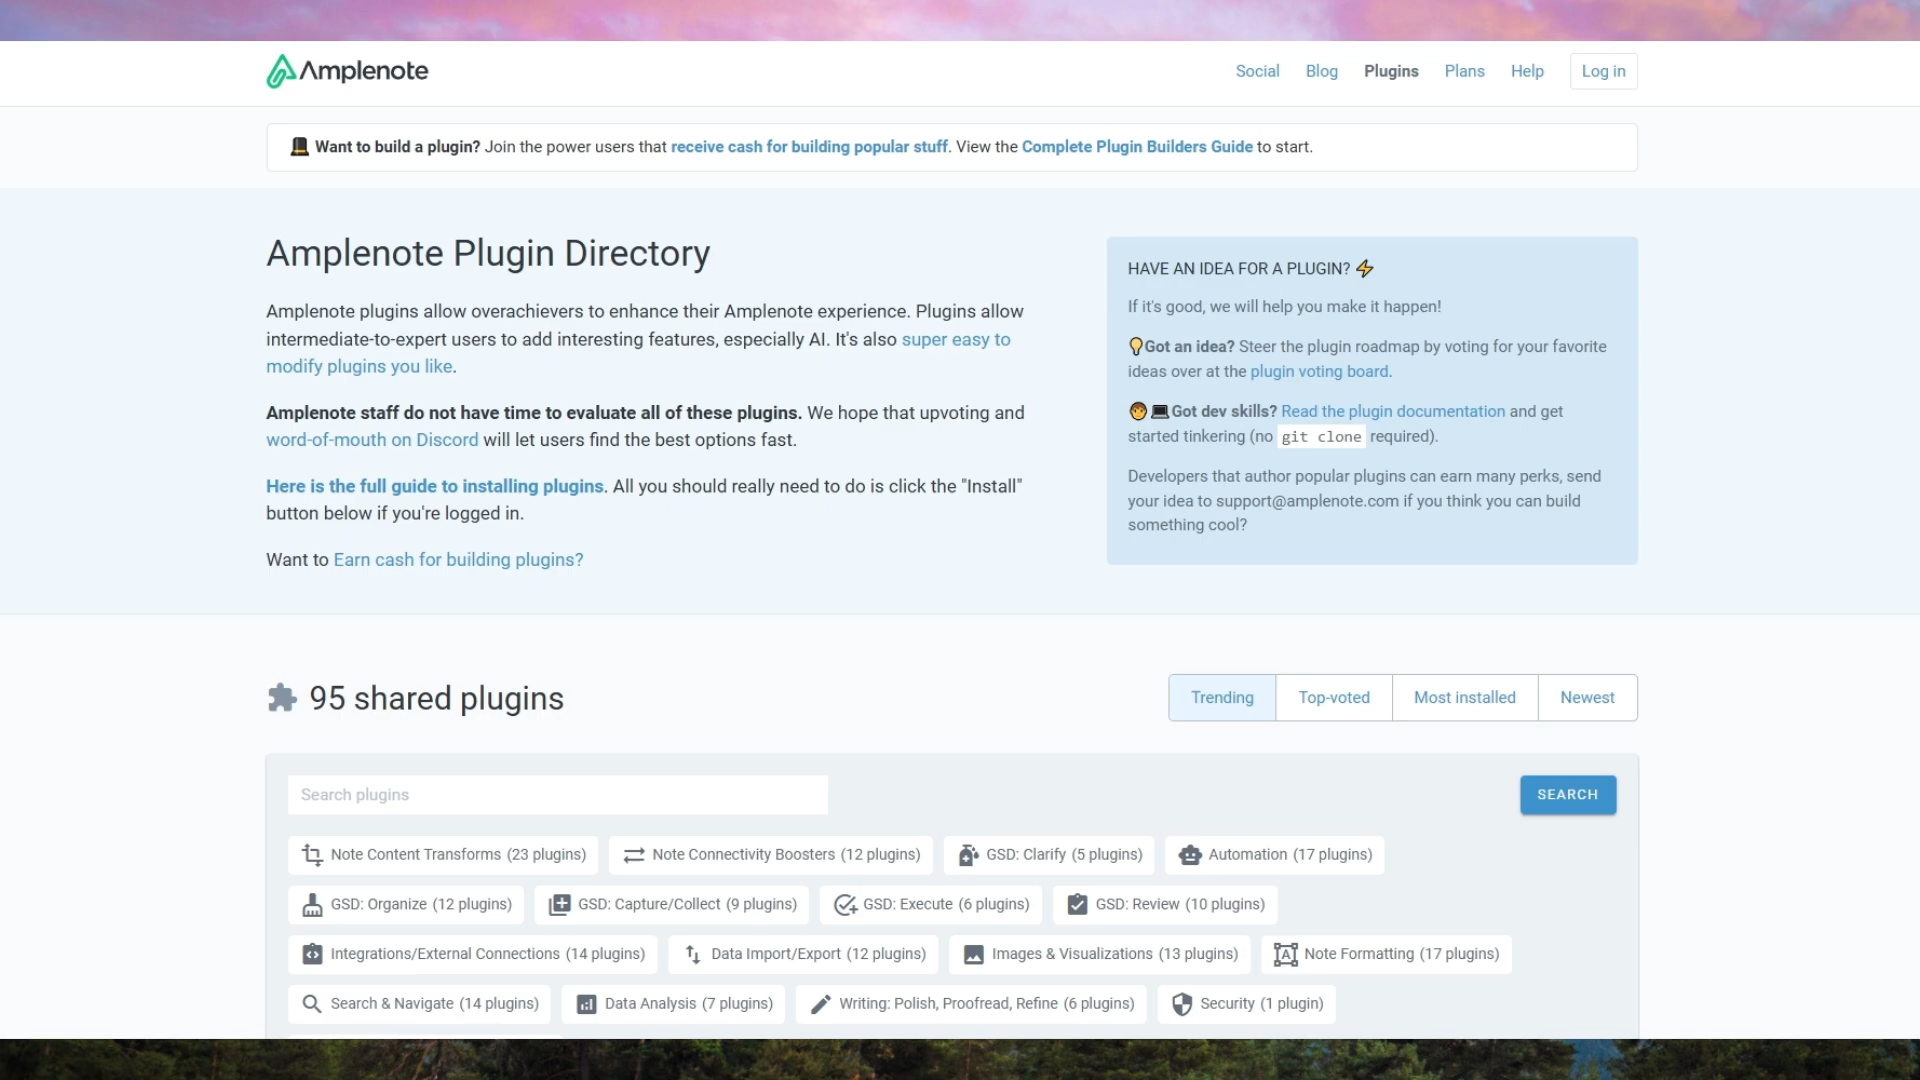 Amplenote
Social Blog Plugins Plans Help Log in
Want to build a plugin? Join the power users that receive cash for building popular stuff. View the Complete Plugin Builders Guide to start.
Amplenote Plugin Directory
Amplenote plugins allow overachievers to enhance their Amplenote experience. Plugins allow
intermediate-to-expert users to add interesting features, especially AI. It's also super easy to
modify plugins you like.
Amplenote staff do not have time to evaluate all of these plugins. We hope that upvoting and
word-of-mouth on Discord will let users find the best options fast.
Here is the full guide to installing plugins. All you should really need to do is click the "Install"
button below if you're logged in.
Want to Earn cash for building plugins?
HAVE AN IDEA FOR A PLUGIN?
If it's good, we will help you make it happen!
Got an idea? Steer the plugin roadmap by voting for your favorite
ideas over at the plugin voting board.
Got dev skills? Read the plugin documentation and get
started tinkering (no git clone required).
Developers that author popular plugins can earn many perks, send
your idea to support@amplenote.com if you think you can build
something cool?
95 shared plugins
Trending Top-voted Most installed Newest
Search plugins
SEARCH
Note Content Transforms (23 plugins) Note Connectivity Boosters (12 plugins) GSD: Clarify (5 plugins) Automation (17 plugins)
GSD: Organize (12 plugins) GSD: Capture/Collect (9 plugins) GSD: Execute (6 plugins) GSD: Review (10 plugins)
Integrations/External Connections (14 plugins) Data Import/Export (12 plugins) Images & Visualizations (13 plugins) Note Formatting (17 plugins)
Search & Navigate (14 plugins) Data Analysis (7 plugins) Writing: Polish, Proofread, Refine (6 plugins) Security (1 plugin)